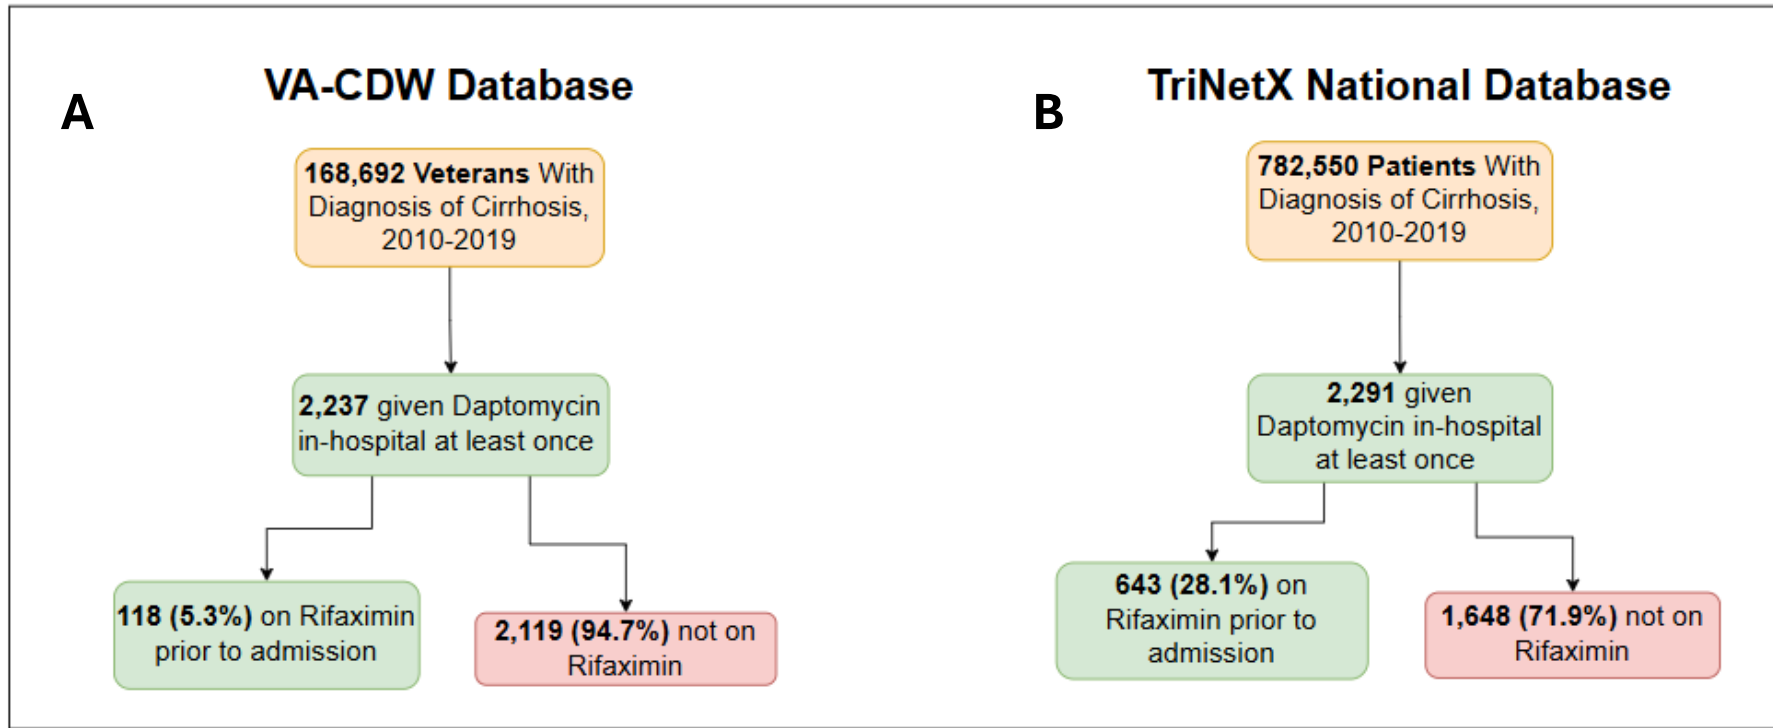 VA-CDW Database
A
168,692 Veterans With
Diagnosis of Cirrhosis,
2010-2019
2,237 given Daptomycin
in-hospital at least once
118 (5.3%) on Rifaximin
prior to admission
2,119 (94.7%) not on
Rifaximin
TriNetX National Database
B
782,550 Patients With
Diagnosis of Cirrhosis,
2010-2019
2,291 given
Daptomycin in-hospital
at least once
643 (28.1%) on
Rifaximin prior to
admission
1,648 (71.9%) not on
Rifaximin